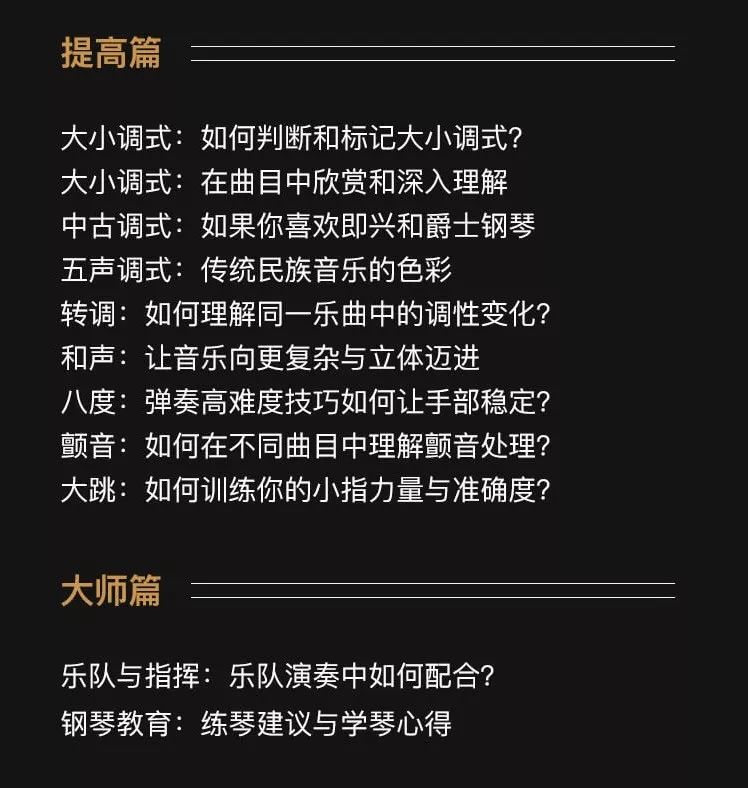 提高篇
大小调式：如何判断和标记大小调式？
大小调式：在曲目中欣赏和深入理解
中古调式：如果你喜欢即兴和爵士钢琴
五声调式：传统民族音乐的色彩
转调：如何理解同一乐曲中的调性变化？
和声：让音乐向更复杂与立体迈进
八度：弹奏高难度技巧如何让手部稳定？
颤音：如何在不同曲目中理解颤音处理？
大跳：如何训练你的小指力量与准确度？
大师篇
乐队与指挥：乐队演奏中如何配合？
钢琴教育：练琴建议与学琴心得